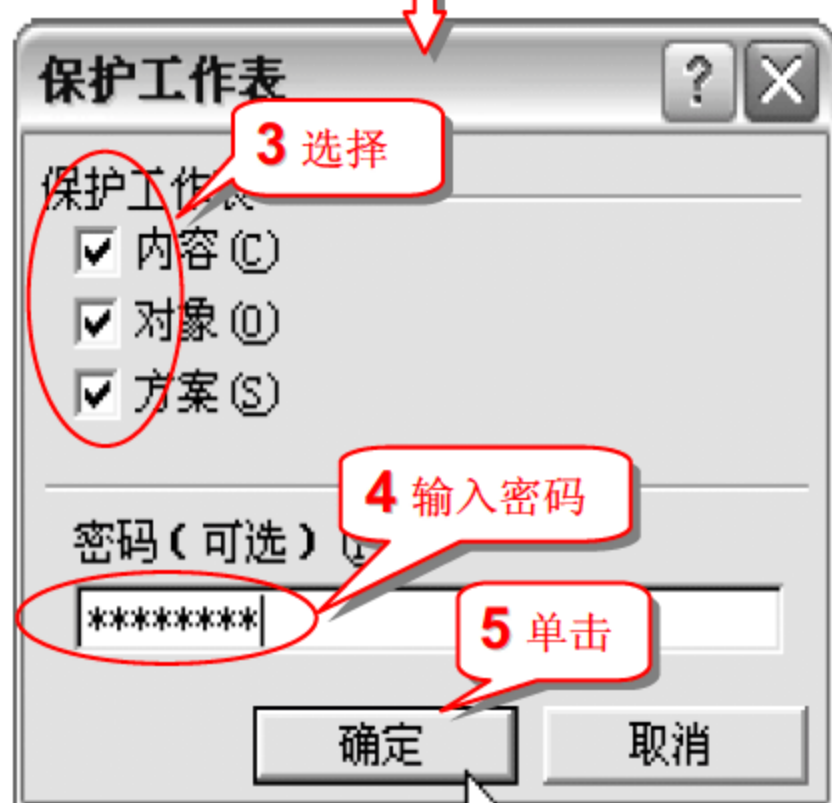 保护工作表
3 选择
保护工作表
内容(C)
对象(O)
方案(S)
4 输入密码
密码(可选)
********
5 单击
确定
取消